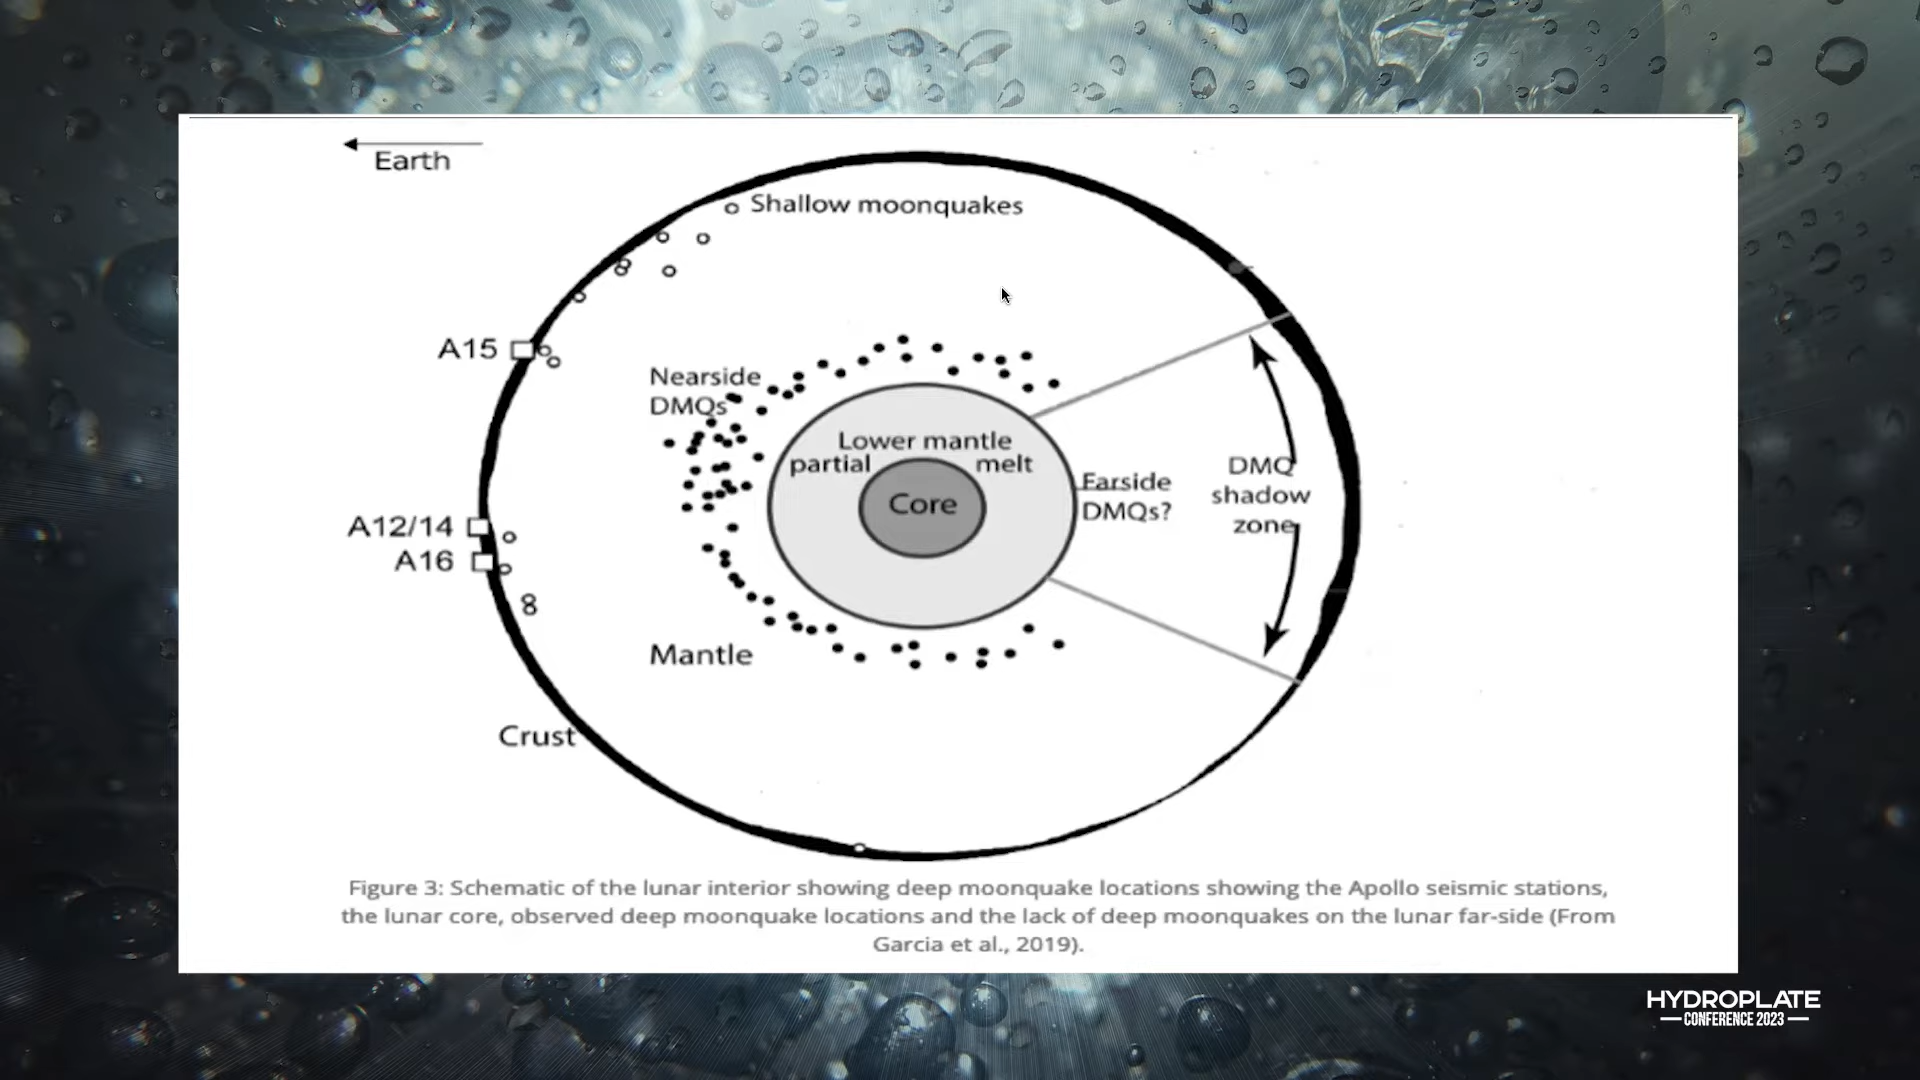 Earth
Shallow moonquakes
A15
Nearside
DMQs
Lower mantle
partial melt
Core
Farside
DMQs?
DMQ
shadow
zone
A12/14
A16
Mantle
Crust
Figure 3: Schematic of the lunar interior showing deep moonquake locations showing the Apollo seismic stations,
the lunar core, observed deep moonquake locations and the lack of deep moonquakes on the lunar far-side (From
Garcia et al., 2019).
HYDROPLATE
CONFERENCE 2023